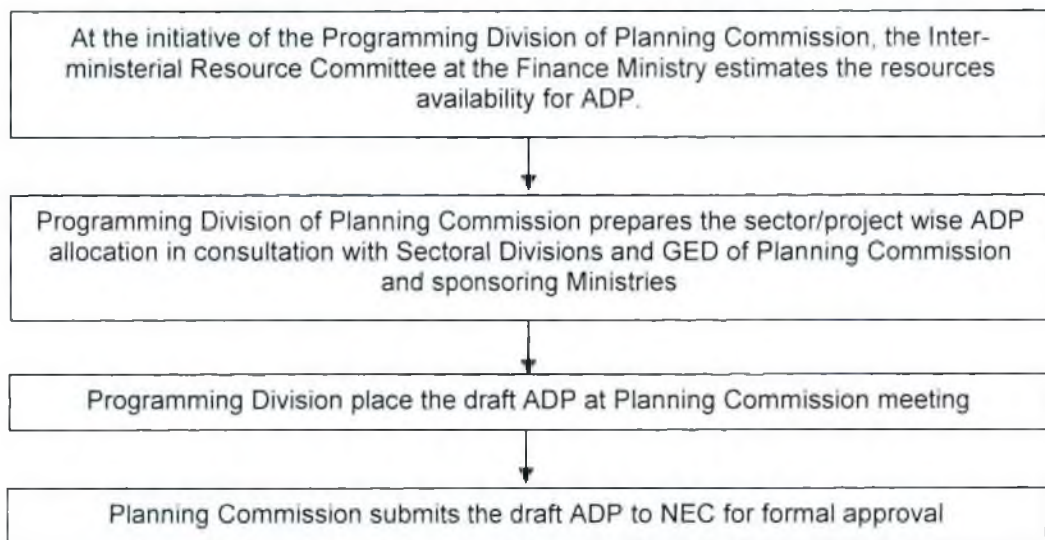 At the initiative of the Programming Division of Planning Commission, the Inter-
ministerial Resource Committee at the Finance Ministry estimates the resources
availability for ADP.
Programming Division of Planning Commission prepares the sector/project wise ADP
allocation in consultation with Sectoral Divisions and GED of Planning Commission
and sponsoring Ministries
Programming Division place the draft ADP at Planning Commission meeting
Planning Commission submits the draft ADP to NEC for formal approval